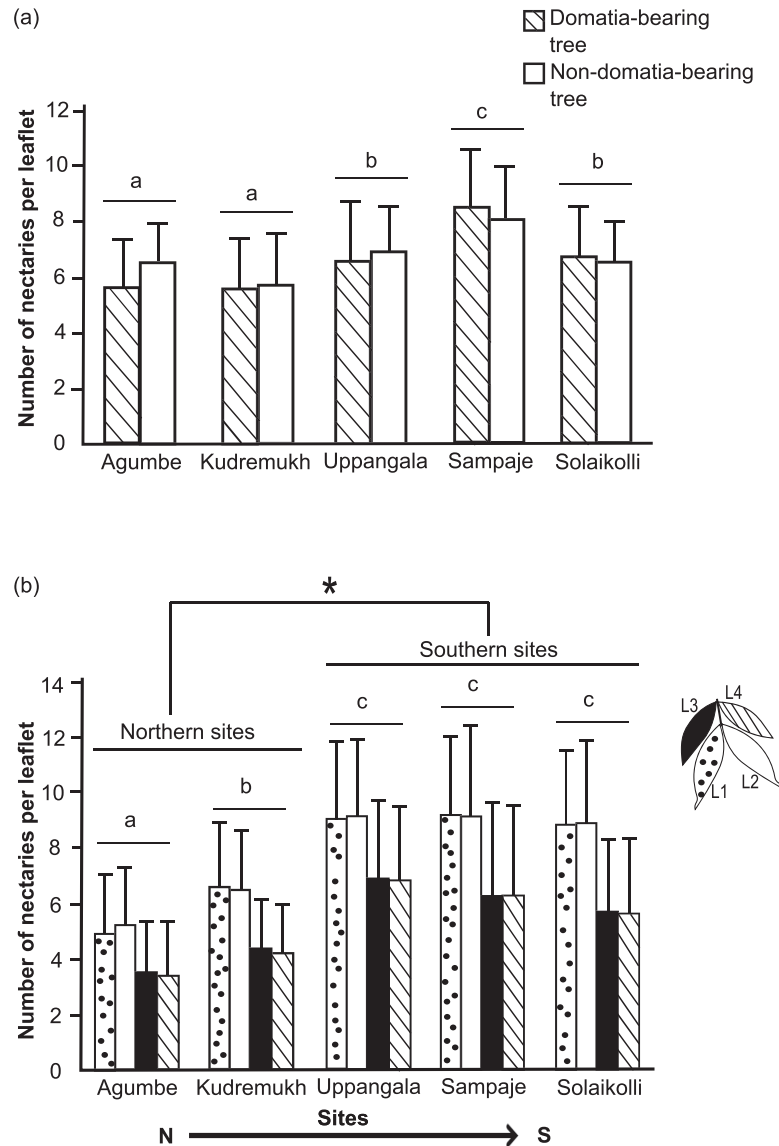 (a)
Domatia-bearing
tree
Non-domatia-bearing
tree
Number of nectaries per leaflet
12
10
8
6
4
2
0
a
a
b
c
b
Agumbe Kudremukh Uppangala Sampaje Solaikolli
(b)
*
Southern sites
Northern sites
Number of nectaries per leaflet
14
12
10
8
6
4
2
0
a
b
c
c
c
L3
L4
L1
L2
Agumbe Kudremukh Uppangala Sampaje Solaikolli
Sites
N S